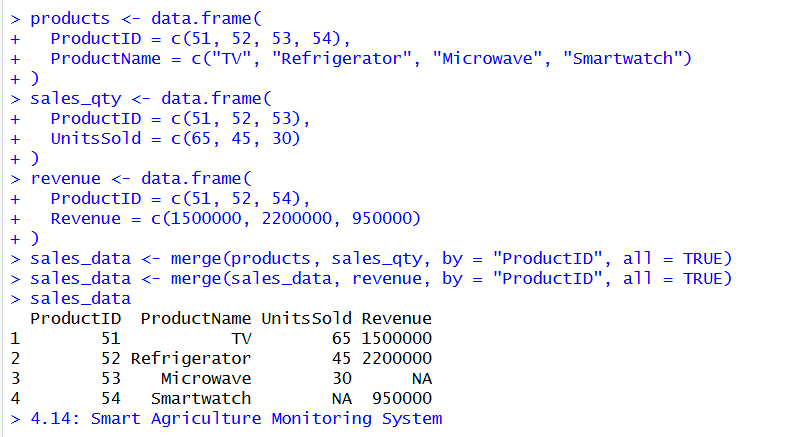 > products <- data.frame(
+   ProductID = c(51, 52, 53, 54),
+   ProductName = c("TV", "Refrigerator", "Microwave", "Smartwatch")
+ )
> sales_qty <- data.frame(
+   ProductID = c(51, 52, 53),
+   UnitsSold = c(65, 45, 30)
+ )
> revenue <- data.frame(
+   ProductID = c(51, 52, 54),
+   Revenue = c(1500000, 2200000, 950000)
+ )
> sales_data <- merge(products, sales_qty, by = "ProductID", all = TRUE)
> sales_data <- merge(sales_data, revenue, by = "ProductID", all = TRUE)
> sales_data
  ProductID  ProductName UnitsSold Revenue
1        51           TV        65 1500000
2        52 Refrigerator        45 2200000
3        53    Microwave        30      NA
4        54   Smartwatch        NA  950000
> 4.14: Smart Agriculture Monitoring System